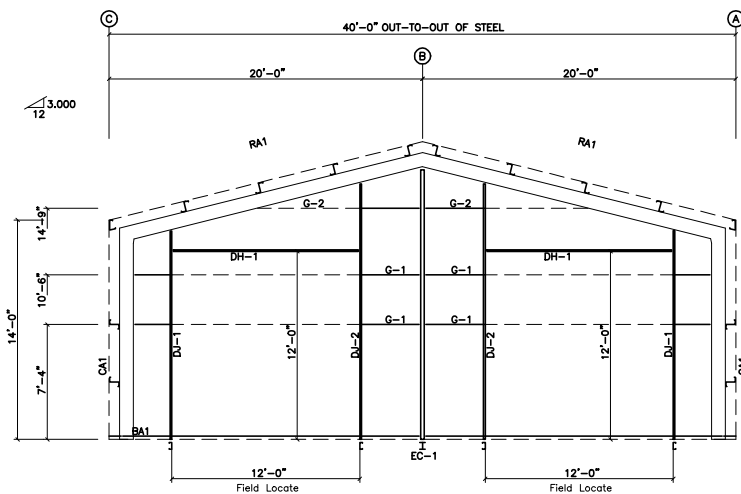 C
A
40'-0" OUT-TO-OUT OF STEEL
B
20'-0"
20'-0"
3.000
12
RA1
RA1
G-2
G-2
14'-9"
DH-1
DH-1
G-1
G-1
10'-6"
G-1
G-1
14'-0"
7'-4"
CA1
DJ-1
12'-0"
DJ-2
DJ-2
12'-0"
DJ-1
CA1
BA1
EC-1
12'-0"
12'-0"
Field Locate
Field Locate